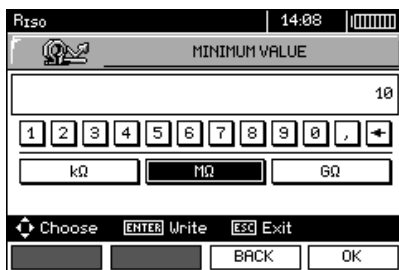 RISO 14:08
MINIMUM VALUE
10
1 2 3 4 5 6 7 8 9 0 , ←
kΩ MΩ GΩ
Choose ENTER Write ESC Exit
BACK OK